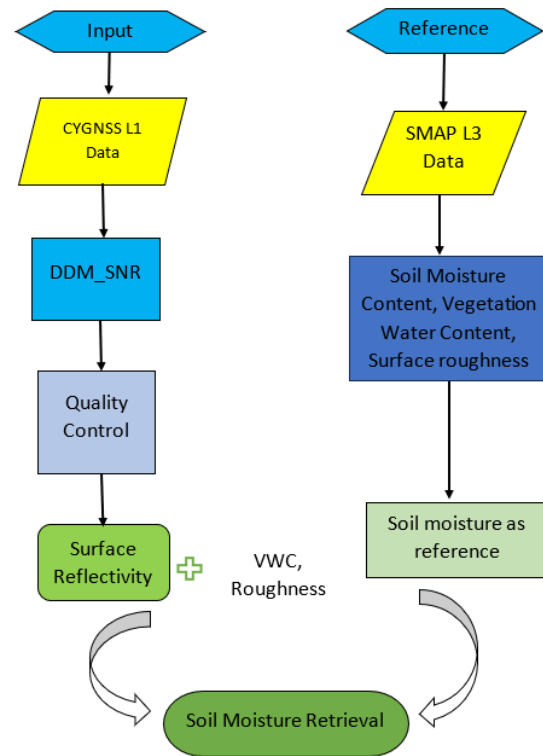 Input
CYGNSS L1
Data
DDM_SNR
Quality
Control
Surface
Reflectivity
VWC,
Roughness
Reference
SMAP L3
Data
Soil Moisture
Content, Vegetation
Water Content,
Surface roughness
Soil moisture as
reference
Soil Moisture Retrieval